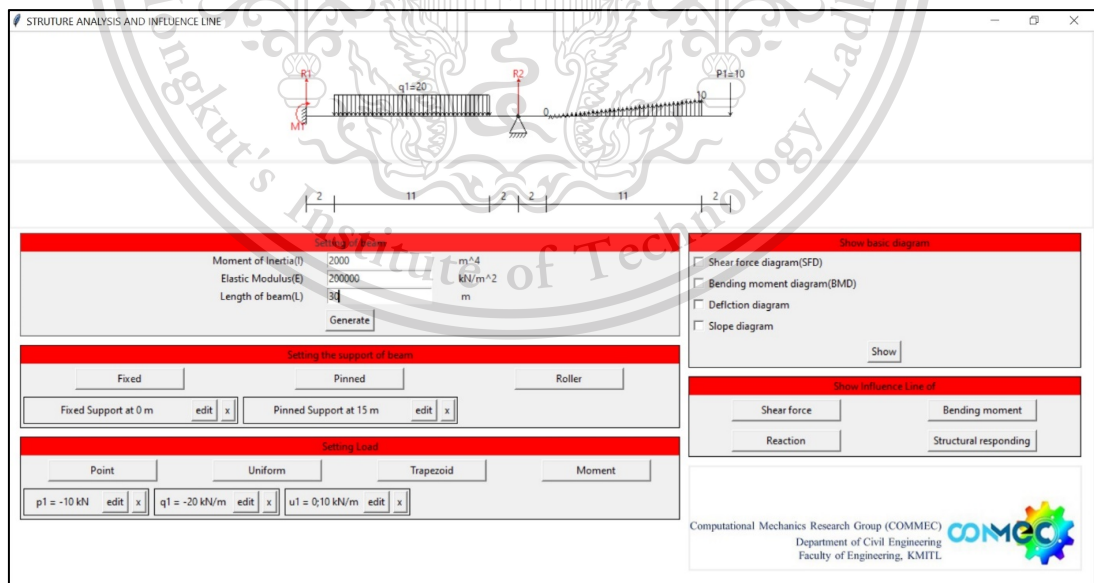 STRUTURE ANALYSIS AND INFLUENCE LINE
R1
q1=20
R2
P1=10
10
M1
0
2 11 2 2 11 2
Setting of beam
Moment of Inertia(I) 2000 m^4
Elastic Modulus(E) 200000 kN/m^2
Length of beam(L) 30 m
Generate
Setting the support of beam
Fixed Pinned Roller
Fixed Support at 0 m edit x Pinned Support at 15 m edit x
Setting Load
Point Uniform Trapezoid Moment
p1 = -10 kN edit x q1 = -20 kN/m edit x u1 = 0;10 kN/m edit x
Show basic diagram
Shear force diagram(SFD)
Bending moment diagram(BMD)
Deflction diagram
Slope diagram
Show
Show Influence Line of
Shear force Bending moment
Reaction Structural responding
Computational Mechanics Research Group (COMMEC)
Department of Civil Engineering
Faculty of Engineering, KMITL
COMMEC
ongkut's Institute of Technology Lad